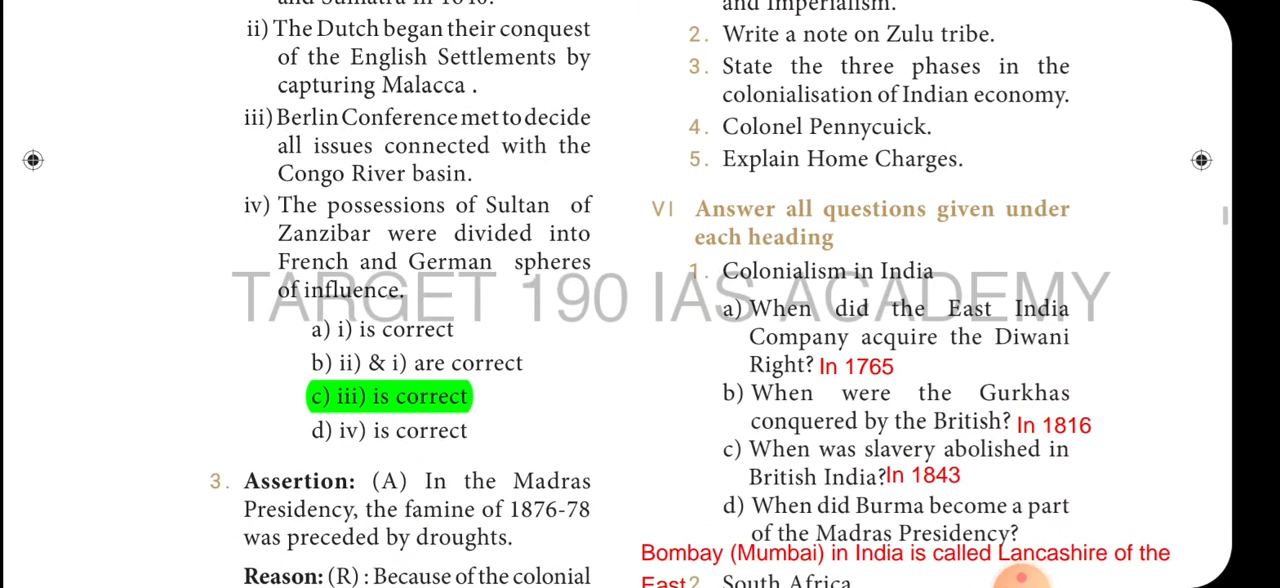 and Sumatra in 1640.
ii) The Dutch began their conquest
of the English Settlements by
capturing Malacca .
iii) Berlin Conference met to decide
all issues connected with the
Congo River basin.
iv) The possessions of Sultan of
Zanzibar were divided into
French and German spheres
of influence.
a) i) is correct
b) ii) & i) are correct
c) iii) is correct
d) iv) is correct
3. Assertion: (A) In the Madras
Presidency, the famine of 1876-78
was preceded by droughts.
Reason: (R) : Because of the colonial
and Imperialism.
2. Write a note on Zulu tribe.
3. State the three phases in the
colonialisation of Indian economy.
4. Colonel Pennycuick.
5. Explain Home Charges.
VI Answer all questions given under
each heading
1. Colonialism in India
a) When did the East India
Company acquire the Diwani
Right? In 1765
b) When were the Gurkhas
conquered by the British? In 1816
c) When was slavery abolished in
British India?In 1843
d) When did Burma become a part
of the Madras Presidency?
Bombay (Mumbai) in India is called Lancashire of the
East
2. South Africa
TARGET 190 IAS ACADEMY